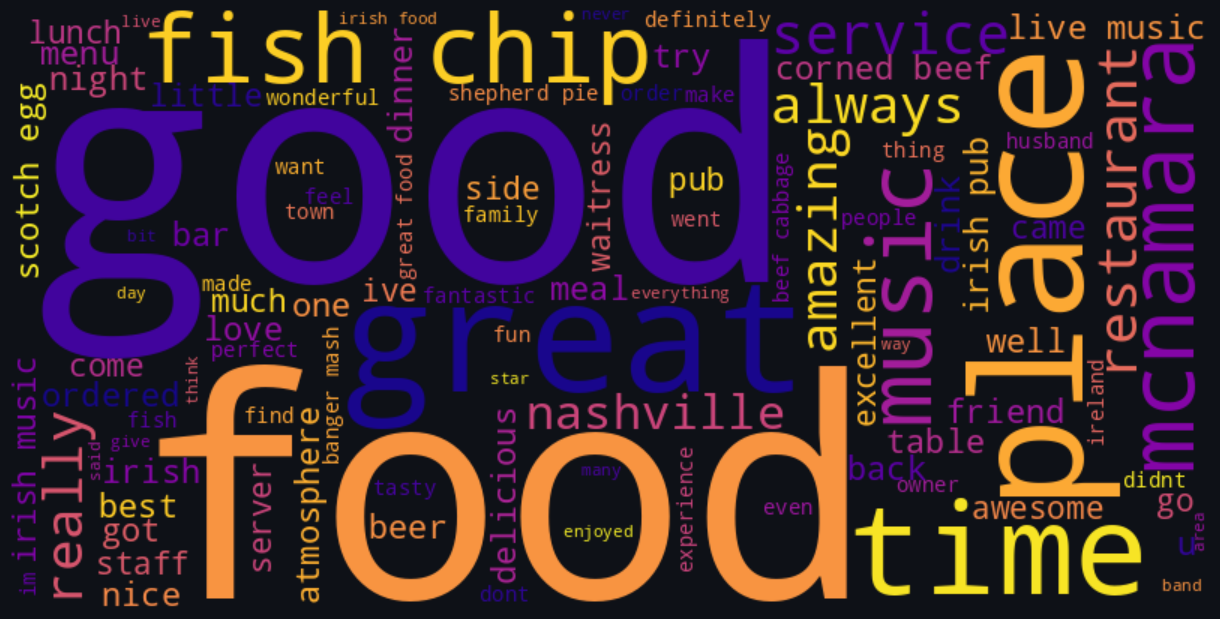 lunch
live
irish food
never
definitely
fish chip
menu
try
service
live music
night
corned beef
little
wonderful
dinner
shepherd pie
order
make
always
scotch egg
good
place
restaurant
mcnamara
want
feel
town
side
family
pub
went
great food
waitress
beef cabbage
amazing
thing
husband
people
music
drink
irish pub
came
bit
bar
day
made
much
one
ive
fantastic
meal
everything
excellent
love
perfect
great
fun
star
way
well
ireland
come
think
banger mash
ordered
fish
give
find
nashville
friend
table
irish music
im
really
said
irish
server
atmosphere
food
delicious
many
tasty
beer
enjoyed
experience
even
back
owner
didnt
best
got
staff
nice
dont
time
awesome
go
u
area
band